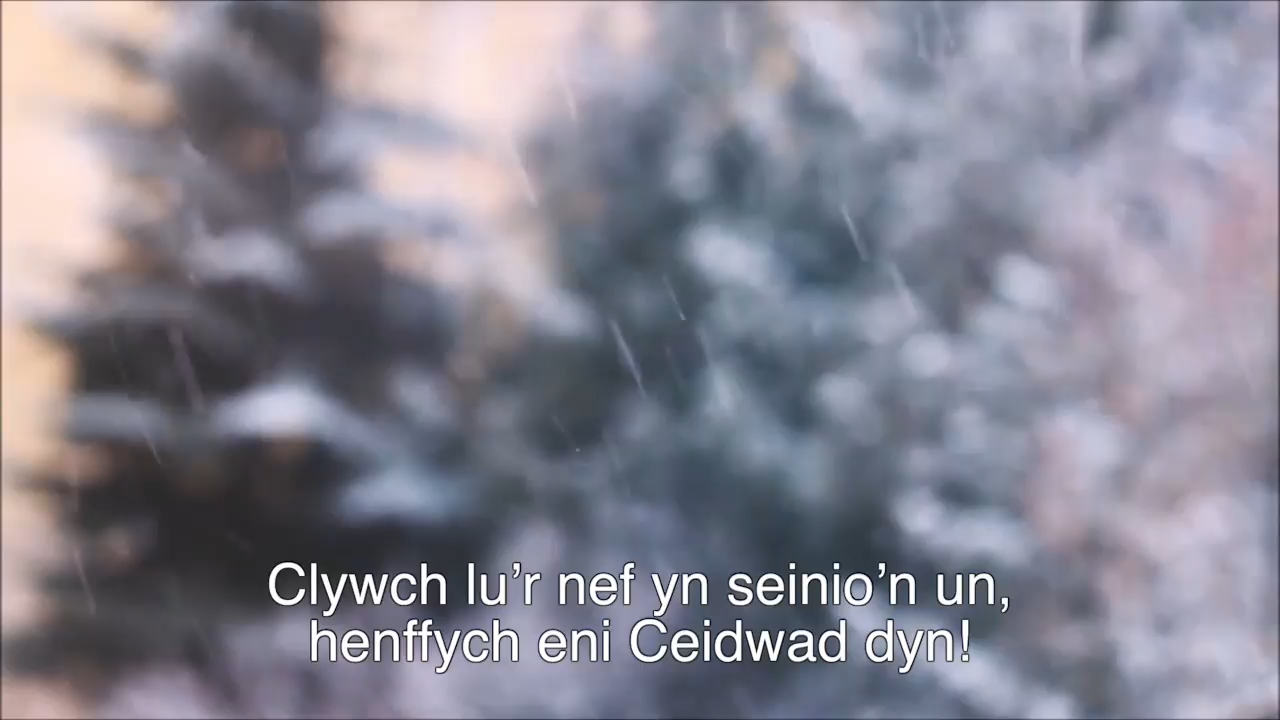 Clywch lu’r nef yn seinio’n un,
henffych eni Ceidwad dyn!